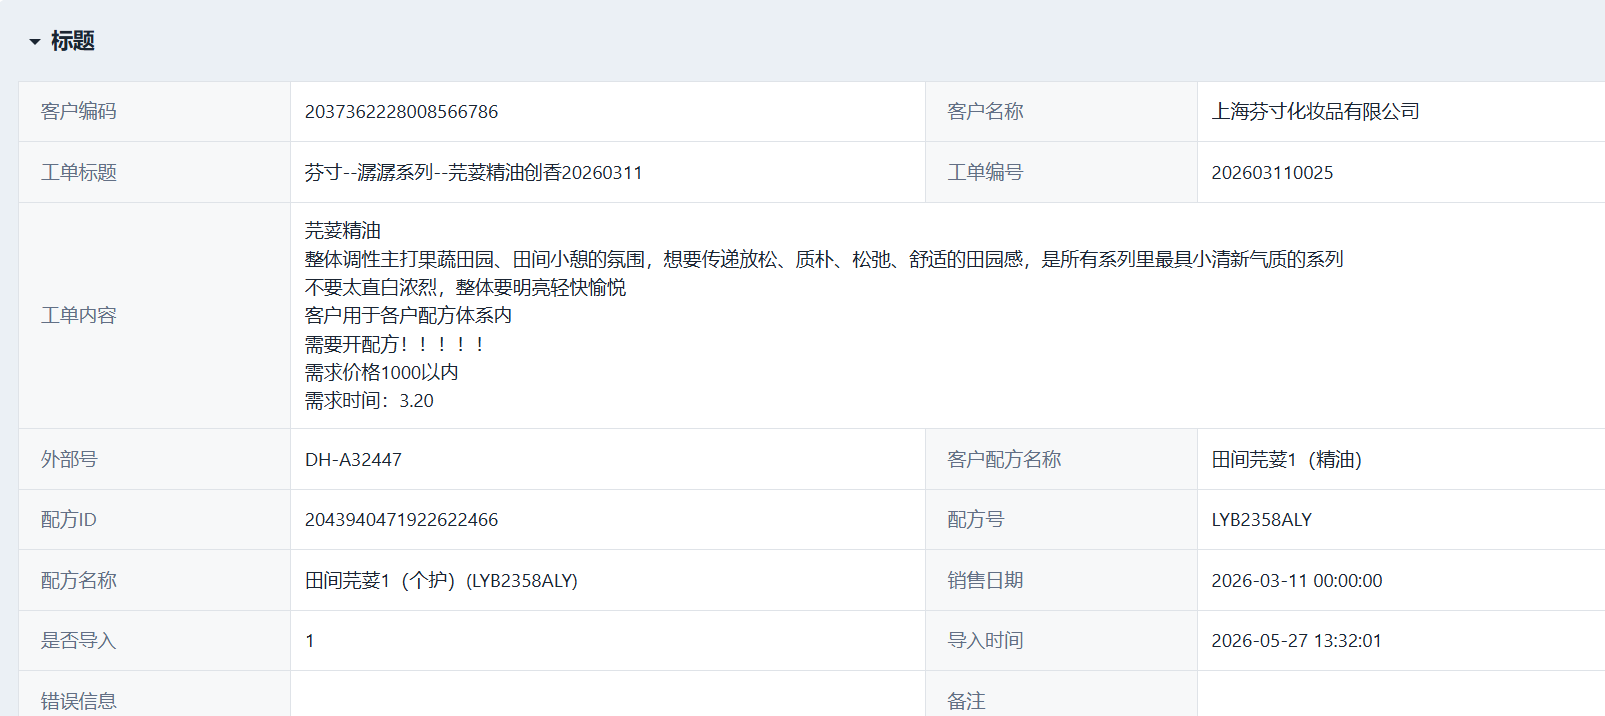 标题
客户编码 2037362228008566786 客户名称 上海芬寸化妆品有限公司
工单标题 芬寸--潺潺系列--芫荽精油创香20260311 工单编号 202603110025
芫荽精油
整体调性主打果蔬田园、田间小憩的氛围，想要传递放松、质朴、松弛、舒适的田园感，是所有系列里最具小清新气质的系列
不要太直白浓烈，整体要明亮轻快愉悦
工单内容 客户用于各户配方体系内
需要开配方！！！！！
需求价格1000以内
需求时间：3.20
外部号 DH-A32447 客户配方名称 田间芫荽1（精油）
配方ID 2043940471922622466 配方号 LYB2358ALY
配方名称 田间芫荽1（个护）(LYB2358ALY) 销售日期 2026-03-11 00:00:00
是否导入 1 导入时间 2026-05-27 13:32:01
错误信息 备注